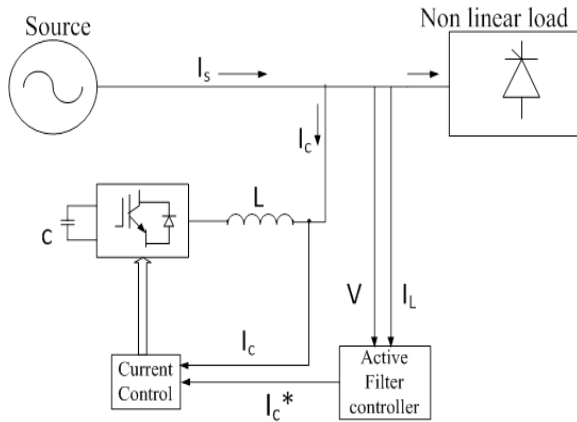 Source
Non linear load
Is
Ic
L
C
V
IL
Ic
Current
Control
Ic*
Active
Filter
controller